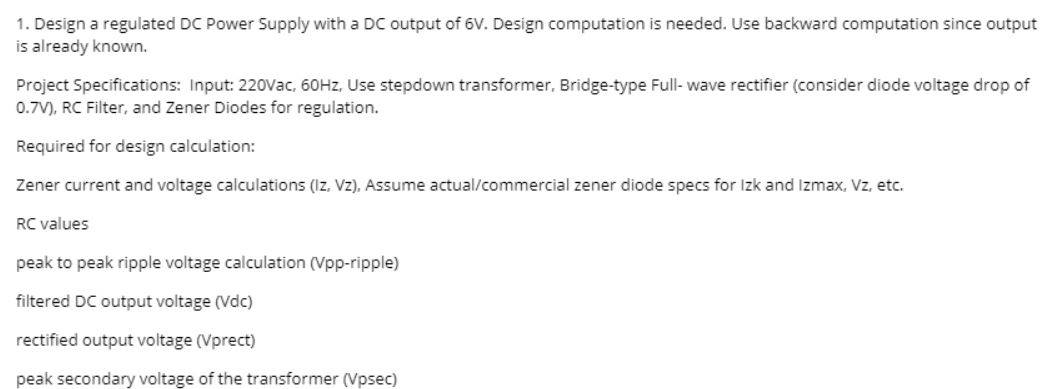 1. Design a regulated DC Power Supply with a DC output of 6V. Design computation is needed. Use backward computation since output
is already known.
Project Specifications: Input: 220Vac, 60Hz, Use stepdown transformer, Bridge-type Full- wave rectifier (consider diode voltage drop of
0.7V), RC Filter, and Zener Diodes for regulation.
Required for design calculation:
Zener current and voltage calculations (Iz, Vz), Assume actual/commercial zener diode specs for Izk and Izmax, Vz, etc.
RC values
peak to peak ripple voltage calculation (Vpp-ripple)
filtered DC output voltage (Vdc)
rectified output voltage (Vprect)
peak secondary voltage of the transformer (Vpsec)